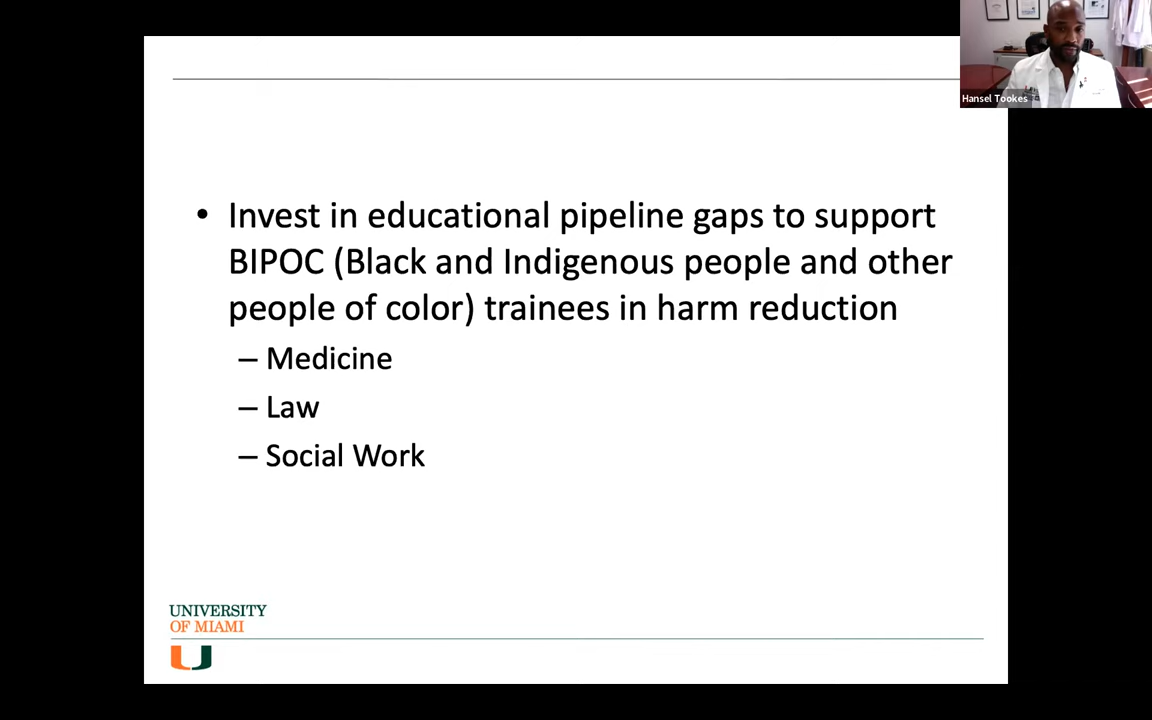 Hansel Tookes
• Invest in educational pipeline gaps to support
BIPOC (Black and Indigenous people and other
people of color) trainees in harm reduction
– Medicine
– Law
– Social Work
UNIVERSITY
OF MIAMI